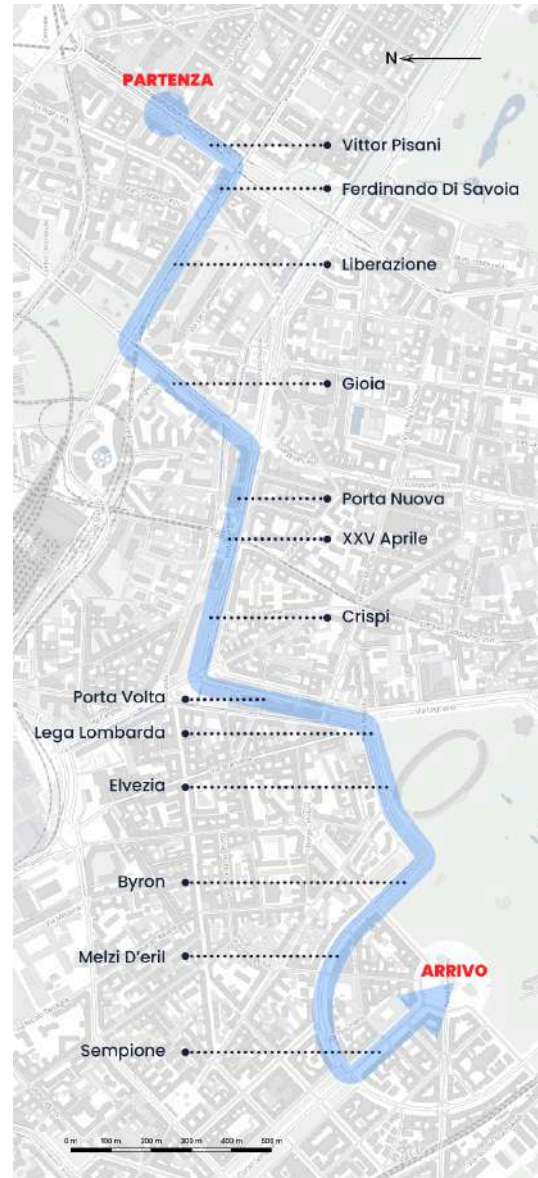 N
PARTENZA
Vittor Pisani
Ferdinando Di Savoia
Liberazione
Gioia
Porta Nuova
XXV Aprile
Crispi
Porta Volta
Lega Lombarda
Elvezia
Byron
Melzi D'eril
ARRIVO
Sempione
0 m 100 m. 200 m. 300 m. 400 m. 500 m.